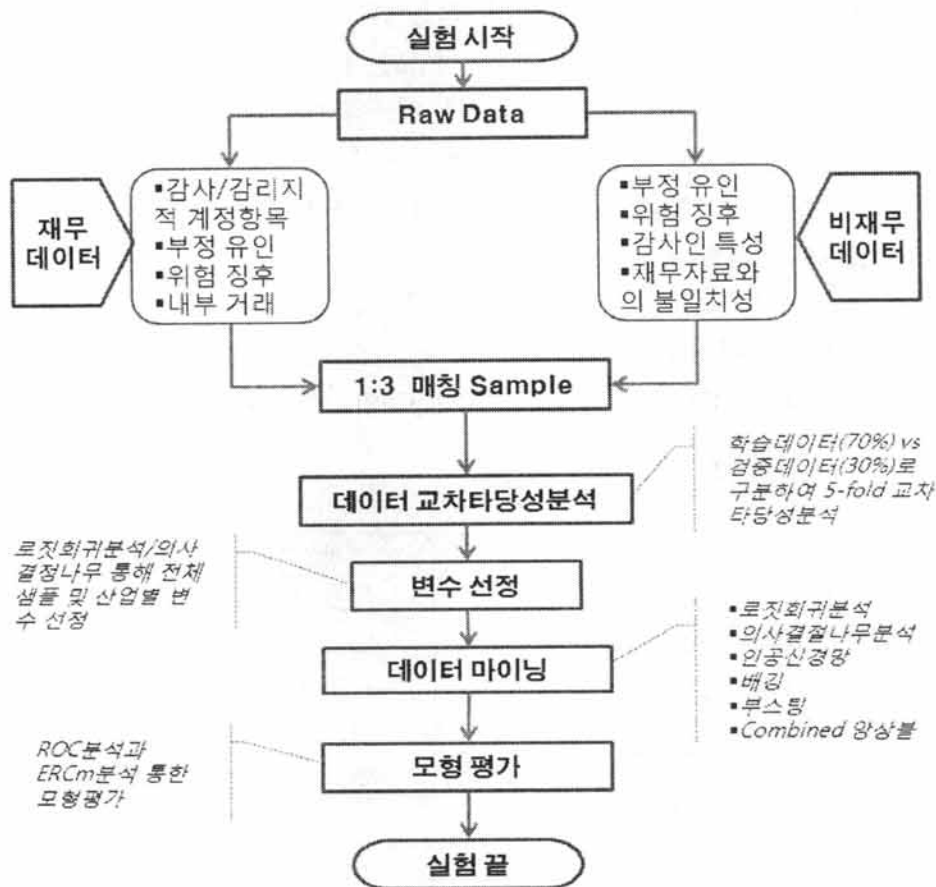 실험 시작
Raw Data
재무
데이터
▪감사/감리지
적 계정항목
▪부정 유인
▪위험 징후
▪내부 거래
▪부정 유인
▪위험 징후
▪감사인 특성
▪재무자료와
의 불일치성
비재무
데이터
1:3 매칭 Sample
학습데이터(70%) vs
검증데이터(30%)로
구분하여 5-fold 교차
타당성분석
데이터 교차타당성분석
로짓회귀분석/의사
결정나무 통해 전체
샘플 및 산업별 변
수 선정
변수 선정
▪로짓회귀분석
▪의사결절나무분석
▪인공신경망
▪배깅
▪부스팅
▪Combined 앙상블
데이터 마이닝
ROC분석과
ERCm분석 통한
모형평가
모형 평가
실험 끝